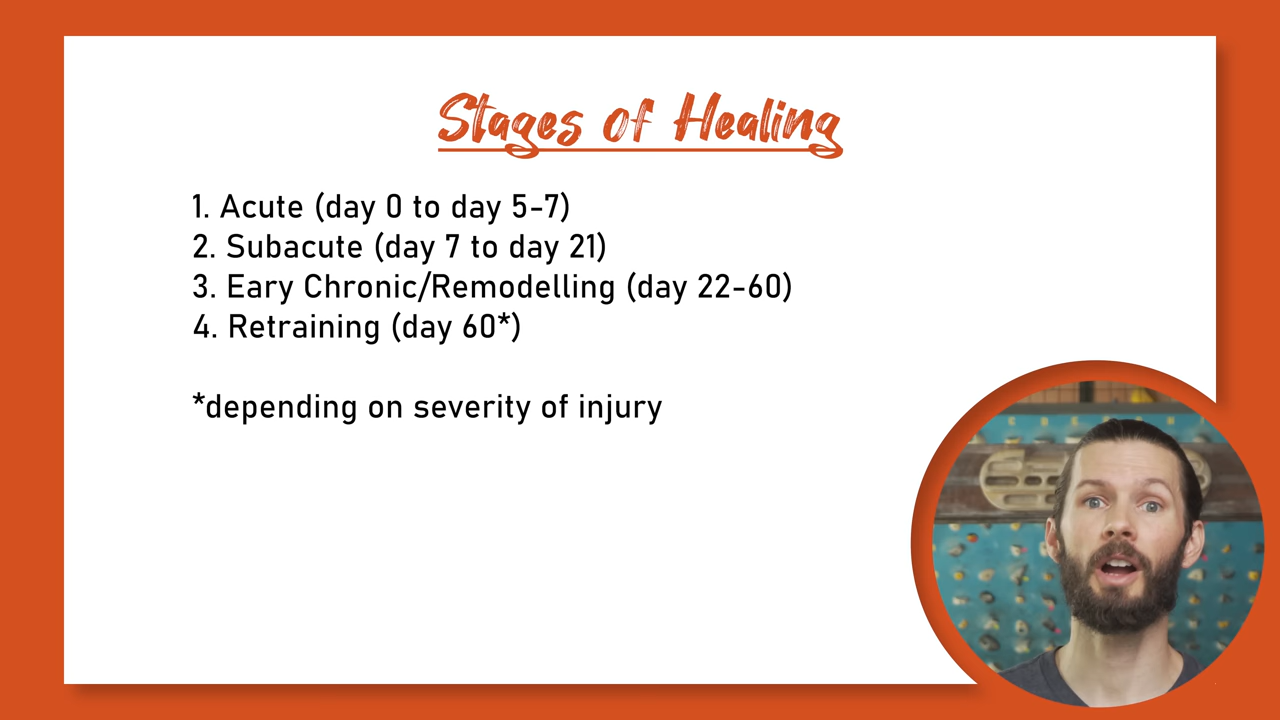 Stages of Healing
1. Acute (day 0 to day 5-7)
2. Subacute (day 7 to day 21)
3. Eary Chronic/Remodelling (day 22-60)
4. Retraining (day 60*)
*depending on severity of injury